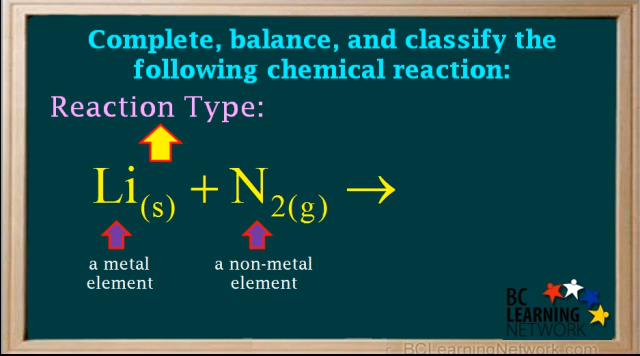 Complete, balance, and classify the
following chemical reaction:
Reaction Type:
Li(s) + N2(g) →
a metal
element
a non-metal
element
BC
LEARNING
NETWORK
BCLearningNetwork.com